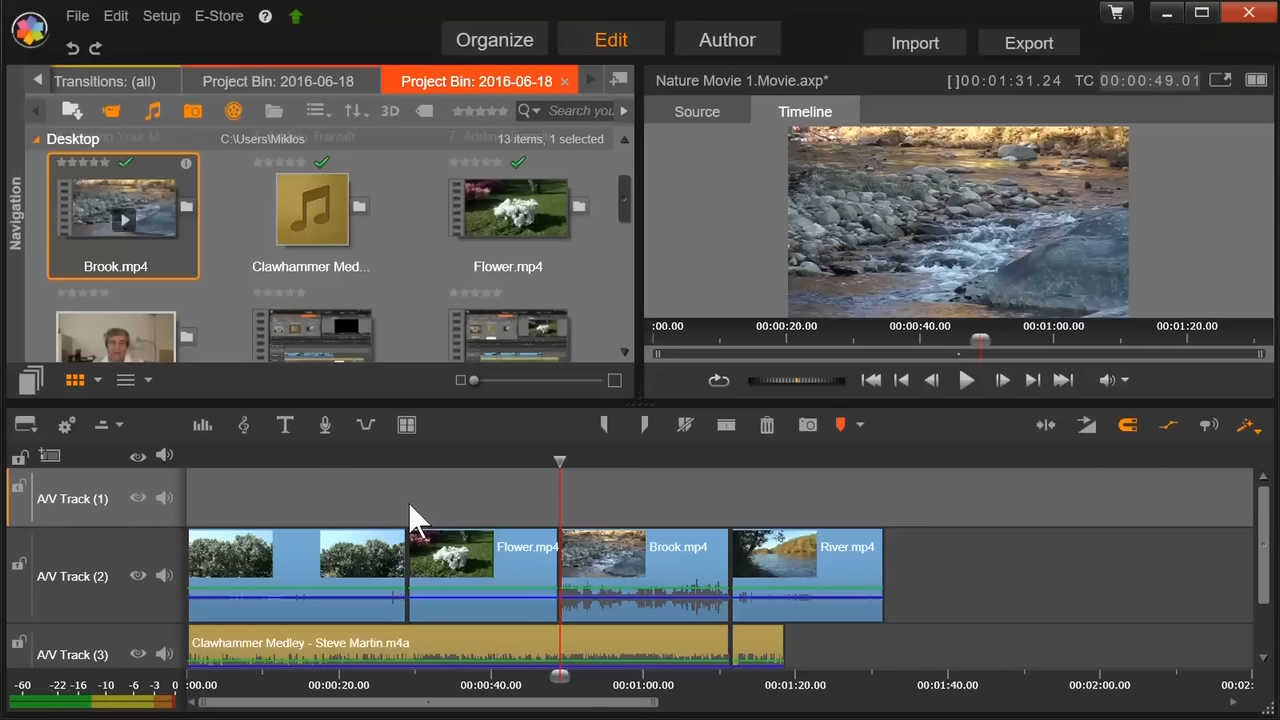 File Edit Setup E-Store ?
Organize Edit Author Import Export
Transitions: (all) Project Bin: 2016-06-18 Project Bin: 2016-06-18 ×
Nature Movie 1.Movie.axp* [ ] 00:01:31.24 TC 00:00:49.01
3D Search you
Source Timeline
Desktop C:\Users\Miklos 13 items, 1 selected
Navigation
Brook.mp4 Clawhammer Med... Flower.mp4
:00.00 00:00:20.00 00:00:40.00 00:01:00.00 00:01:20.00
A/V Track (1)
Flower.mp4 Brook.mp4 River.mp4
A/V Track (2)
Clawhammer Medley - Steve Martin.m4a
A/V Track (3)
-60 -22 -16 -10 -6 -3 0
:00.00 00:00:20.00 00:00:40.00 00:01:00.00 00:01:20.00 00:01:40.00 00:02:00.00 00:02: